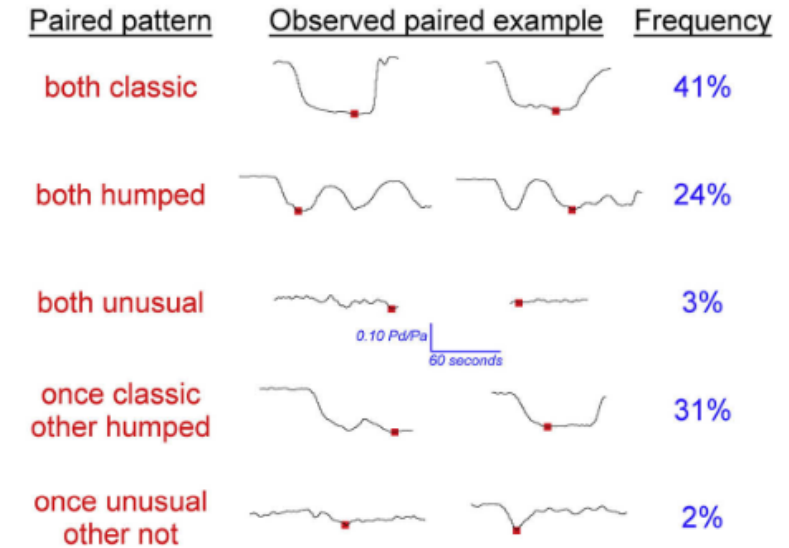 Paired pattern Observed paired example Frequency
both classic 41%
both humped 24%
both unusual 3%
0.10 Pd/Pa
60 seconds
once classic
other humped 31%
once unusual
other not 2%